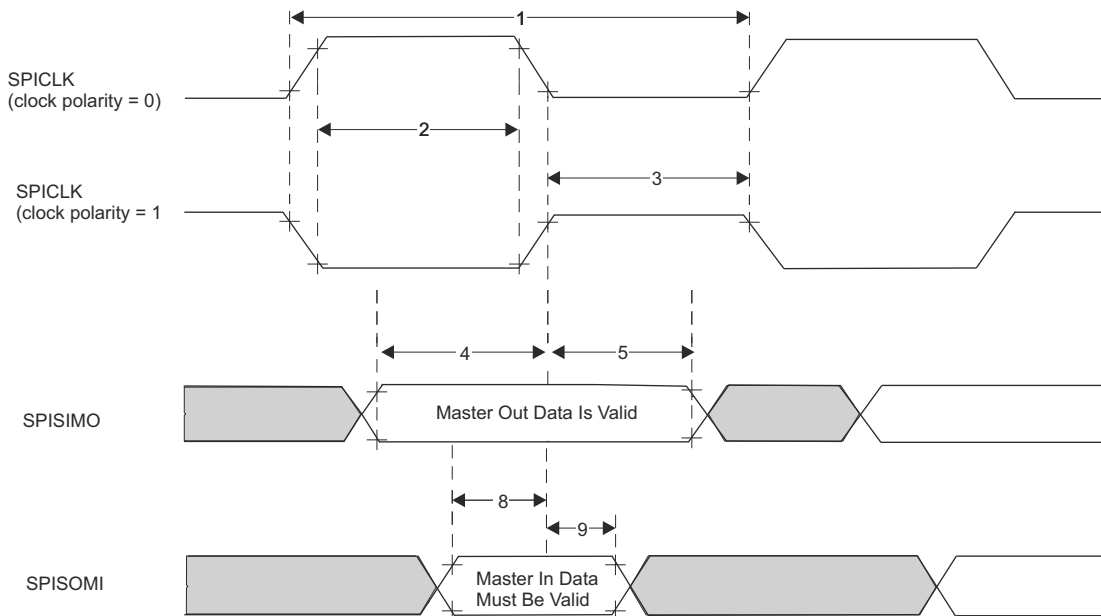 1
SPICLK
(clock polarity = 0)
2
3
SPICLK
(clock polarity = 1
4
5
SPISIMO
Master Out Data Is Valid
8
9
SPISOMI
Master In Data
Must Be Valid